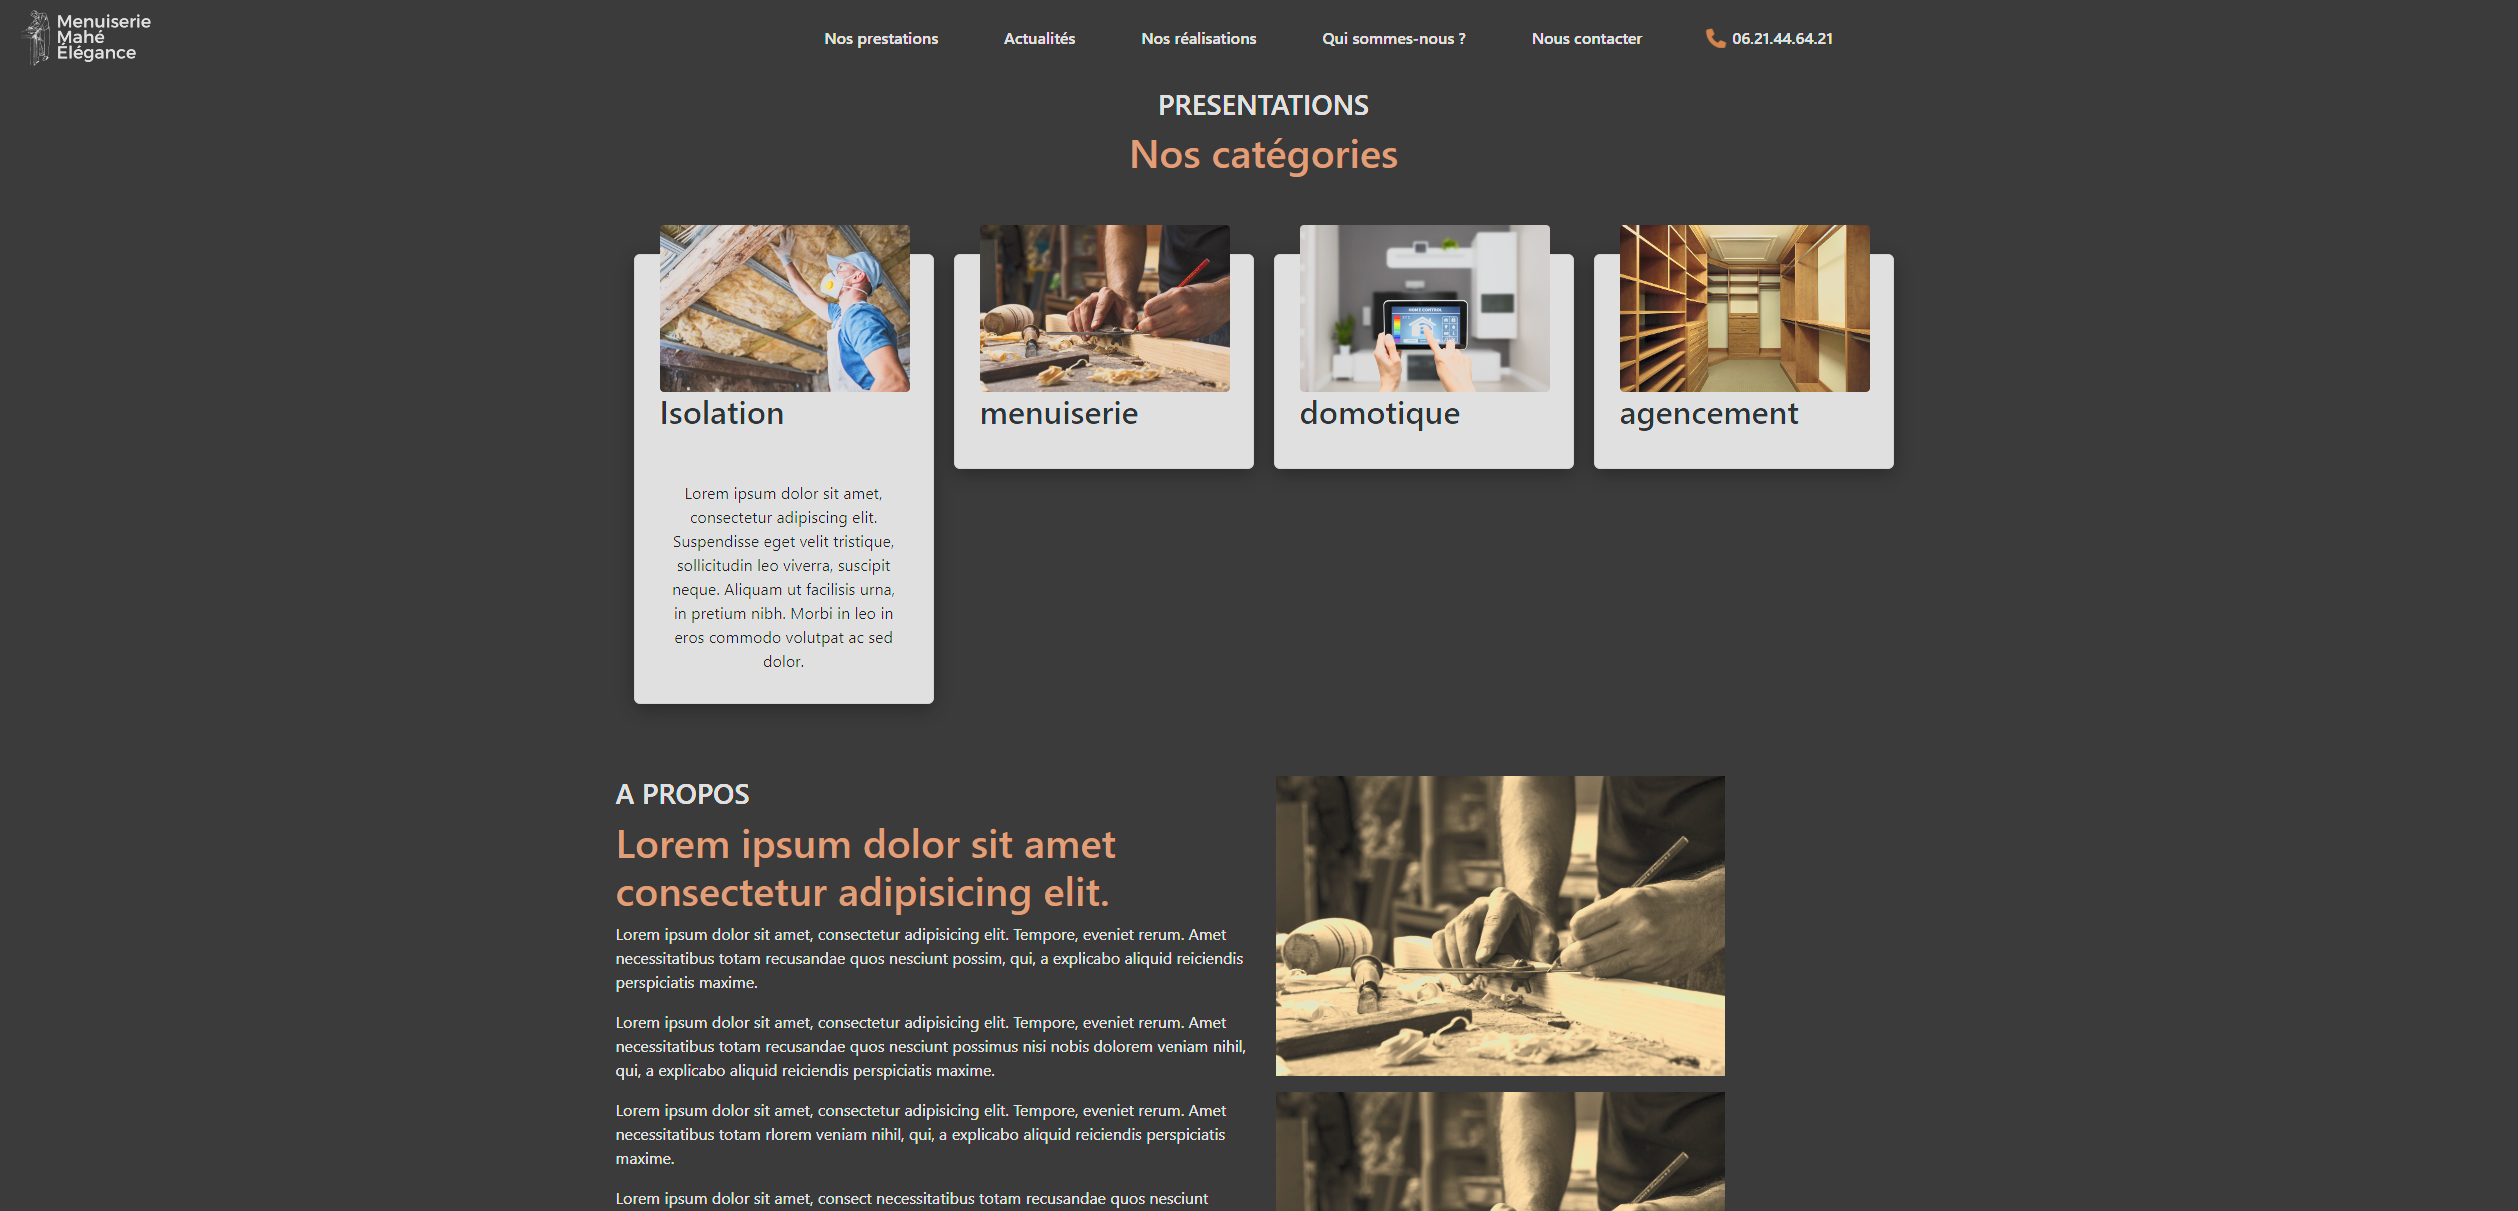 Menuiserie
Mahé
Élégance
Nos prestations
Actualités
Nos réalisations
Qui sommes-nous ?
Nous contacter
06.21.44.64.21
PRESENTATIONS
Nos catégories
HOME CONTROL
Isolation
menuiserie
domotique
agencement
Lorem ipsum dolor sit amet,
consectetur adipiscing elit.
Suspendisse eget velit tristique,
sollicitudin leo viverra, suscipit
neque. Aliquam ut facilisis urna,
in pretium nibh. Morbi in leo in
eros commodo volutpat ac sed
dolor.
A PROPOS
Lorem ipsum dolor sit amet
consectetur adipisicing elit.
Lorem ipsum dolor sit amet, consectetur adipisicing elit. Tempore, eveniet rerum. Amet
necessitatibus totam recusandae quos nesciunt possim, qui, a explicabo aliquid reiciendis
perspiciatis maxime.
Lorem ipsum dolor sit amet, consectetur adipisicing elit. Tempore, eveniet rerum. Amet
necessitatibus totam recusandae quos nesciunt possimus nisi nobis dolorem veniam nihil,
qui, a explicabo aliquid reiciendis perspiciatis maxime.
Lorem ipsum dolor sit amet, consectetur adipisicing elit. Tempore, eveniet rerum. Amet
necessitatibus totam rlorem veniam nihil, qui, a explicabo aliquid reiciendis perspiciatis
maxime.
Lorem ipsum dolor sit amet, consect necessitatibus totam recusandae quos nesciunt